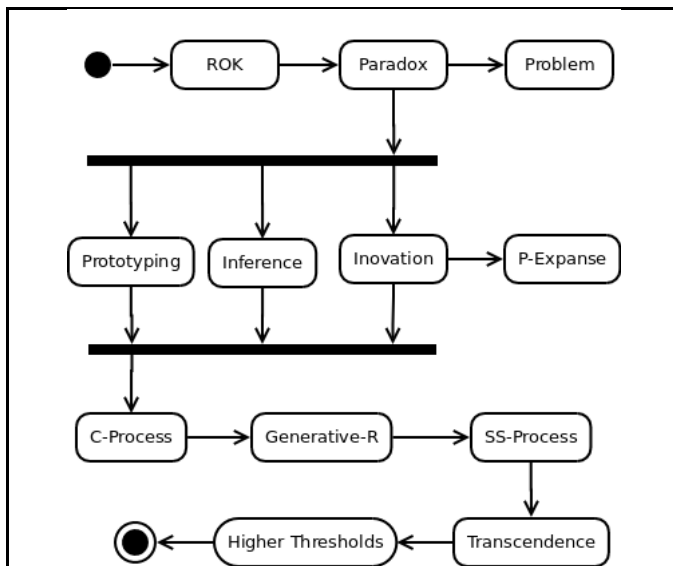 ROK
Paradox
Problem
Prototyping
Inference
Inovation
P-Expanse
C-Process
Generative-R
SS-Process
Higher Thresholds
Transcendence